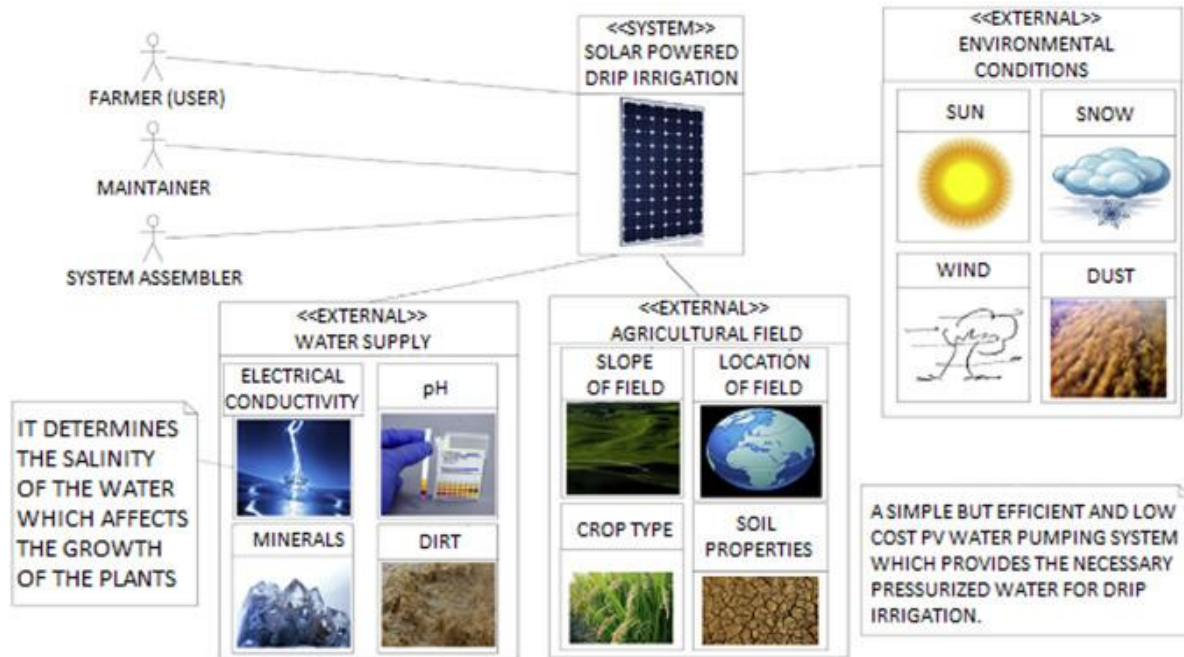 <<SYSTEM>>
SOLAR POWERED
DRIP IRRIGATION
FARMER (USER)
MAINTAINER
SYSTEM ASSEMBLER
<<EXTERNAL>>
ENVIRONMENTAL
CONDITIONS
SUN
SNOW
WIND
DUST
<<EXTERNAL>>
WATER SUPPLY
ELECTRICAL
CONDUCTIVITY
pH
MINERALS
DIRT
<<EXTERNAL>>
AGRICULTURAL FIELD
SLOPE
OF FIELD
LOCATION
OF FIELD
CROP TYPE
SOIL
PROPERTIES
IT DETERMINES
THE SALINITY
OF THE WATER
WHICH AFFECTS
THE GROWTH
OF THE PLANTS
A SIMPLE BUT EFFICIENT AND LOW
COST PV WATER PUMPING SYSTEM
WHICH PROVIDES THE NECESSARY
PRESSURIZED WATER FOR DRIP
IRRIGATION.